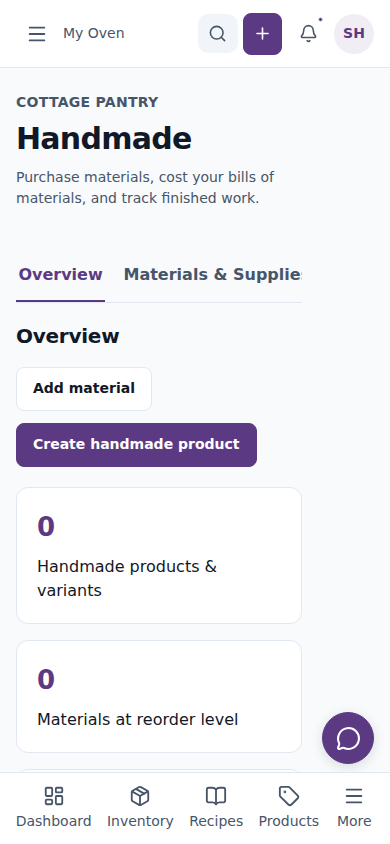 My Oven
SH
COTTAGE PANTRY
Handmade
Purchase materials, cost your bills of
materials, and track finished work.
Overview
Materials & Supplies
Overview
Add material
Create handmade product
0
Handmade products &
variants
0
Materials at reorder level
Dashboard
Inventory
Recipes
Products
More